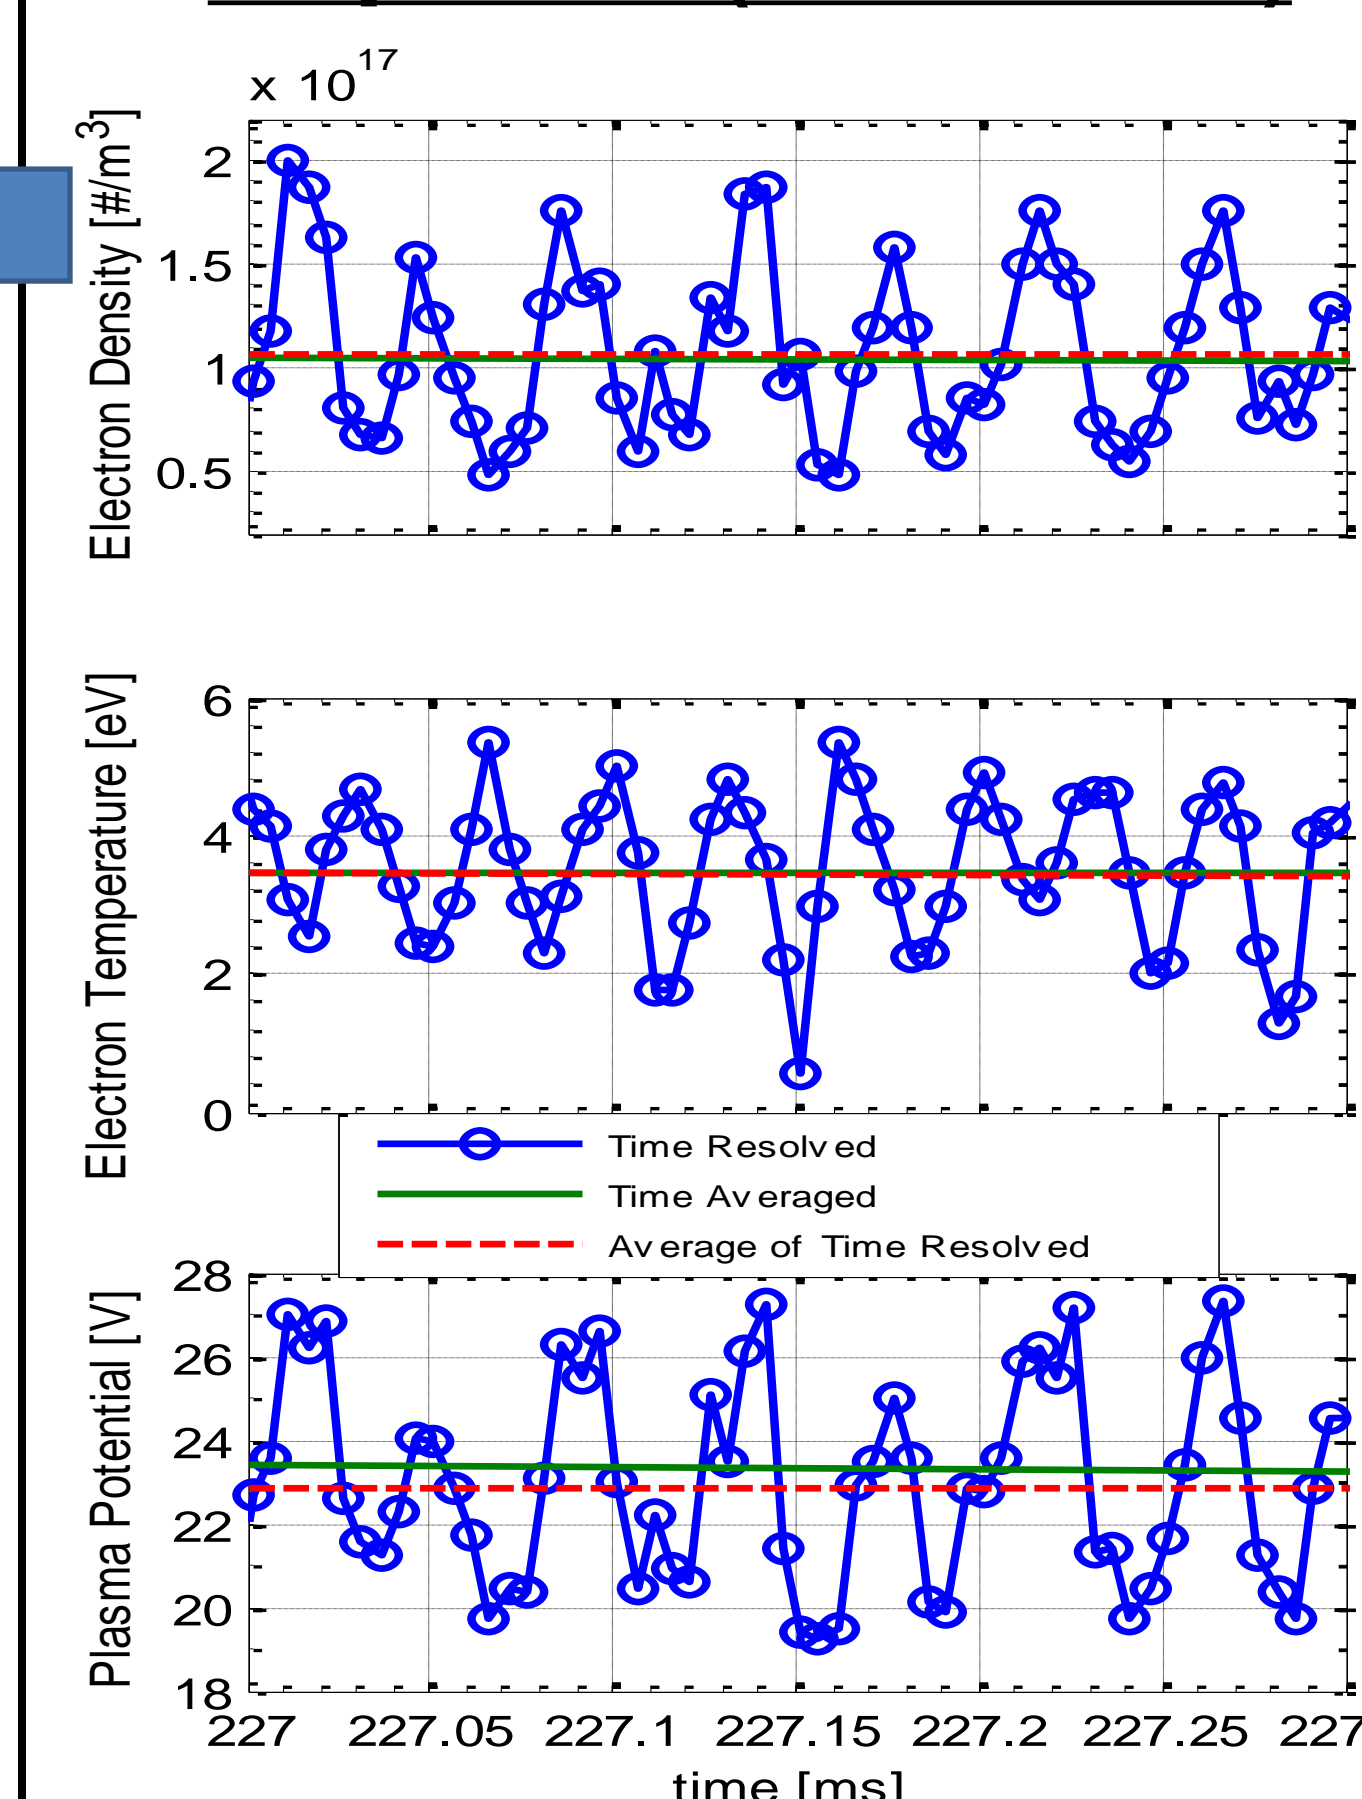 x 10^17
Electron Density [#/m^3]
2
1.5
1
0.5
Electron Temperature [eV]
6
4
2
0
Time Resolved
Time Averaged
Average of Time Resolved
Plasma Potential [V]
28
26
24
22
20
18
227 227.05 227.1 227.15 227.2 227.25 227
time [ms]